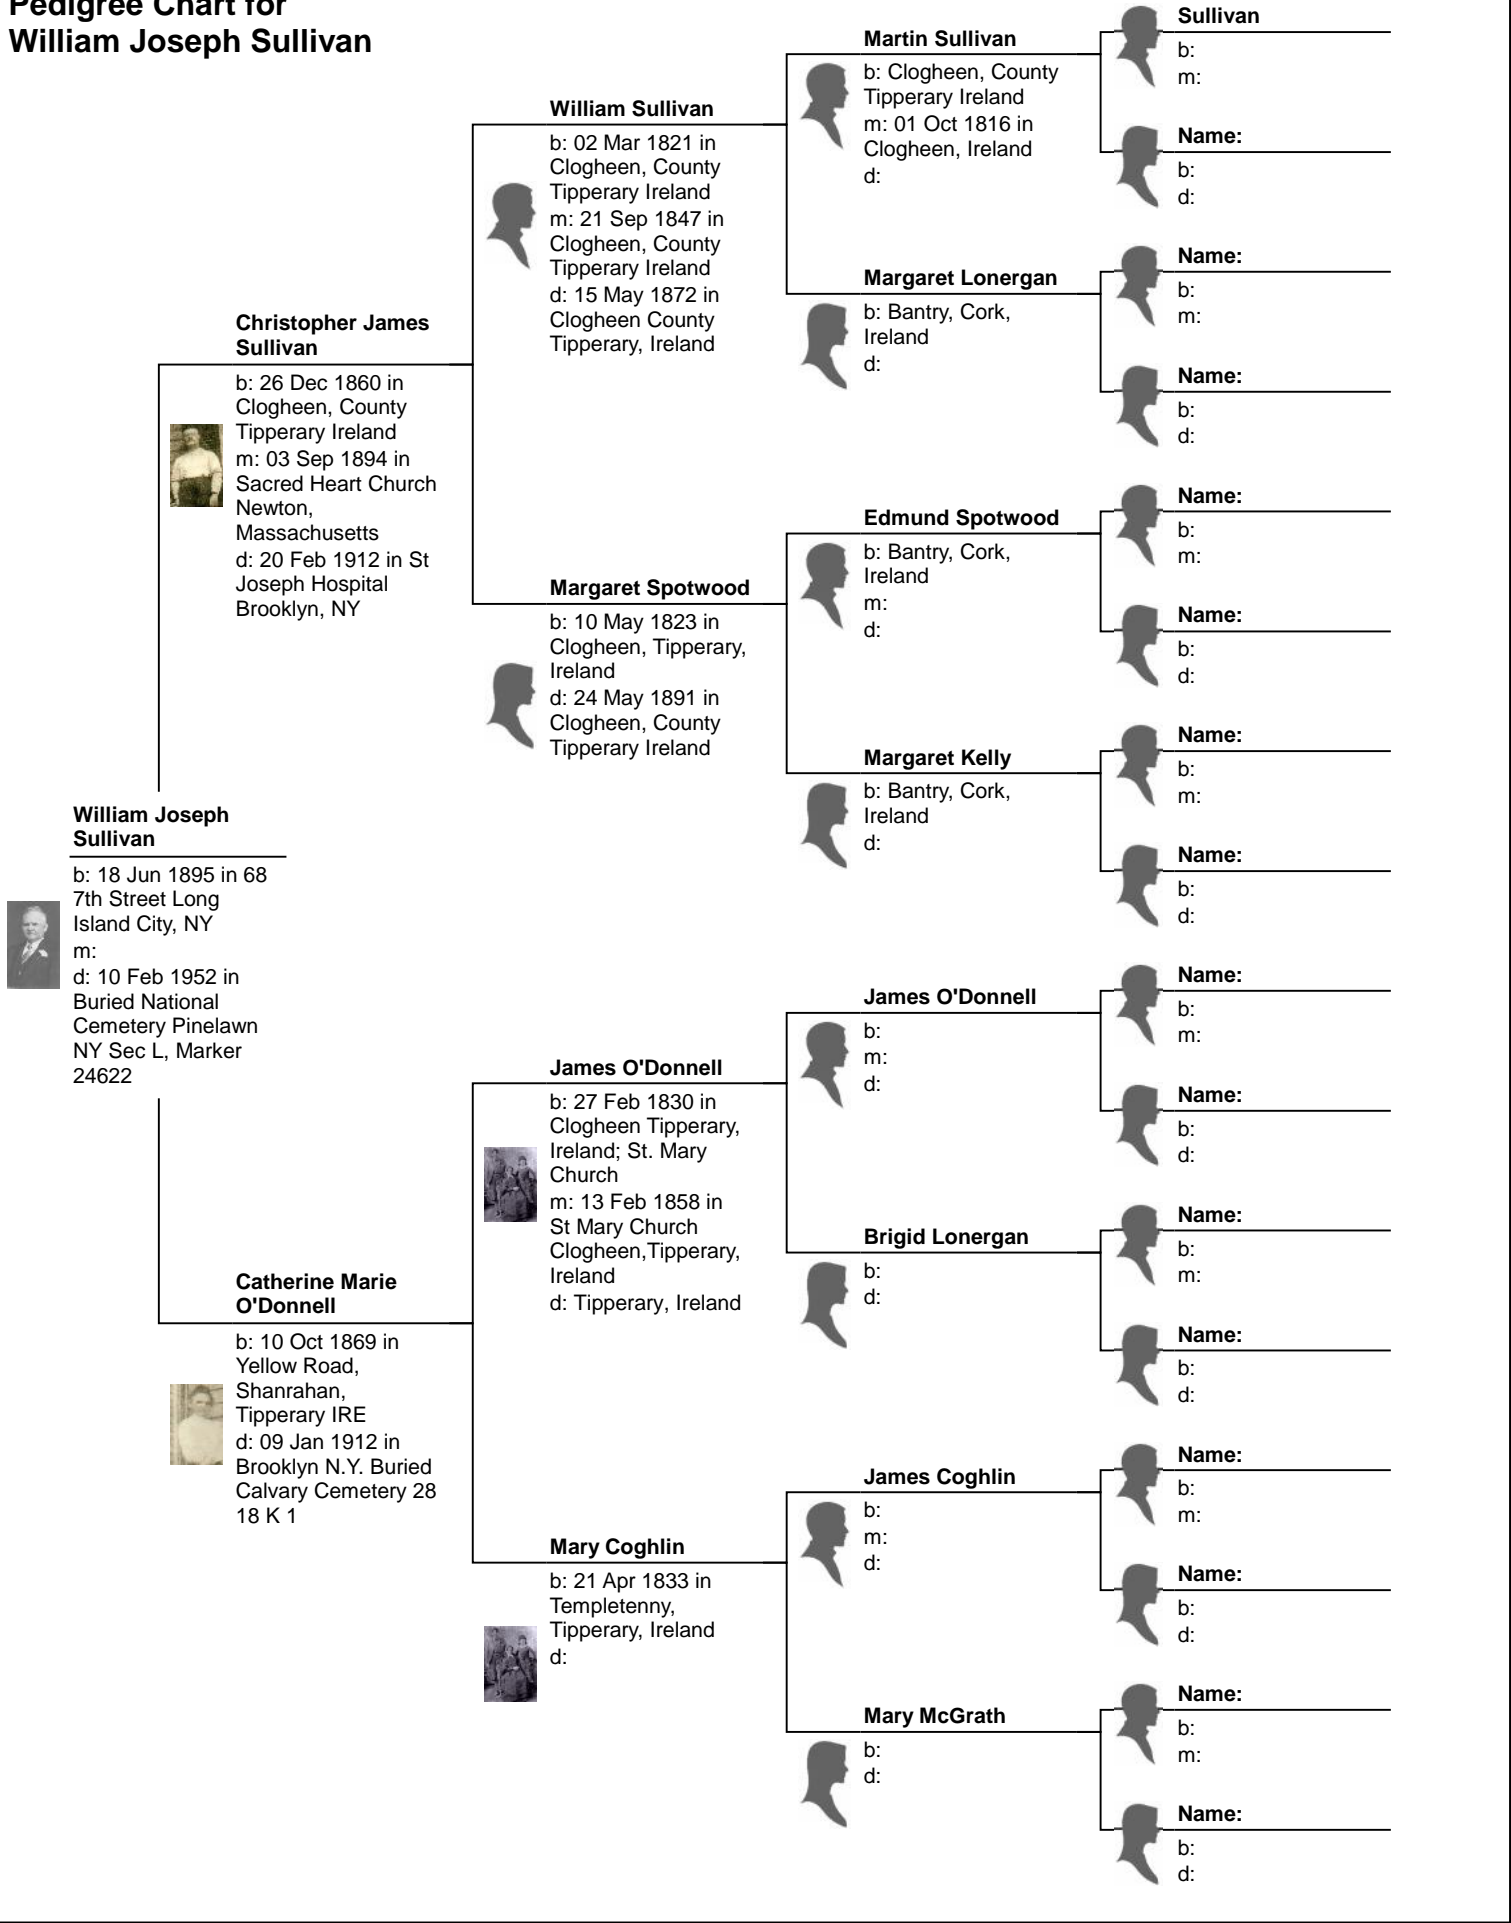 Pedigree Chart for
William Joseph Sullivan
William Joseph
Sullivan
b: 18 Jun 1895 in 68
7th Street Long
Island City, NY
m:
d: 10 Feb 1952 in
Buried National
Cemetery Pinelawn
NY Sec L, Marker
24622
Christopher James
Sullivan
b: 26 Dec 1860 in
Clogheen, County
Tipperary Ireland
m: 03 Sep 1894 in
Sacred Heart Church
Newton,
Massachusetts
d: 20 Feb 1912 in St
Joseph Hospital
Brooklyn, NY
Catherine Marie
O'Donnell
b: 10 Oct 1869 in
Yellow Road,
Shanrahan,
Tipperary IRE
d: 09 Jan 1912 in
Brooklyn N.Y. Buried
Calvary Cemetery 28
18 K 1
William Sullivan
b: 02 Mar 1821 in
Clogheen, County
Tipperary Ireland
m: 21 Sep 1847 in
Clogheen, County
Tipperary Ireland
d: 15 May 1872 in
Clogheen County
Tipperary, Ireland
Margaret Spotwood
b: 10 May 1823 in
Clogheen, Tipperary,
Ireland
d: 24 May 1891 in
Clogheen, County
Tipperary Ireland
James O'Donnell
b: 27 Feb 1830 in
Clogheen Tipperary,
Ireland; St. Mary
Church
m: 13 Feb 1858 in
St Mary Church
Clogheen,Tipperary,
Ireland
d: Tipperary, Ireland
Mary Coghlin
b: 21 Apr 1833 in
Templetenny,
Tipperary, Ireland
d:
Martin Sullivan
b: Clogheen, County
Tipperary Ireland
m: 01 Oct 1816 in
Clogheen, Ireland
d:
Margaret Lonergan
b: Bantry, Cork,
Ireland
d:
Edmund Spotwood
b: Bantry, Cork,
Ireland
m:
d:
Margaret Kelly
b: Bantry, Cork,
Ireland
d:
James O'Donnell
b:
m:
d:
Brigid Lonergan
b:
d:
James Coghlin
b:
m:
d:
Mary McGrath
b:
d:
Sullivan
b:
m:
Name:
b:
d:
Name:
b:
m:
Name:
b:
d:
Name:
b:
m:
Name:
b:
d:
Name:
b:
m:
Name:
b:
d:
Name:
b:
m:
Name:
b:
d:
Name:
b:
m:
Name:
b:
d:
Name:
b:
m:
Name:
b:
d:
Name:
b:
m:
Name:
b:
d: